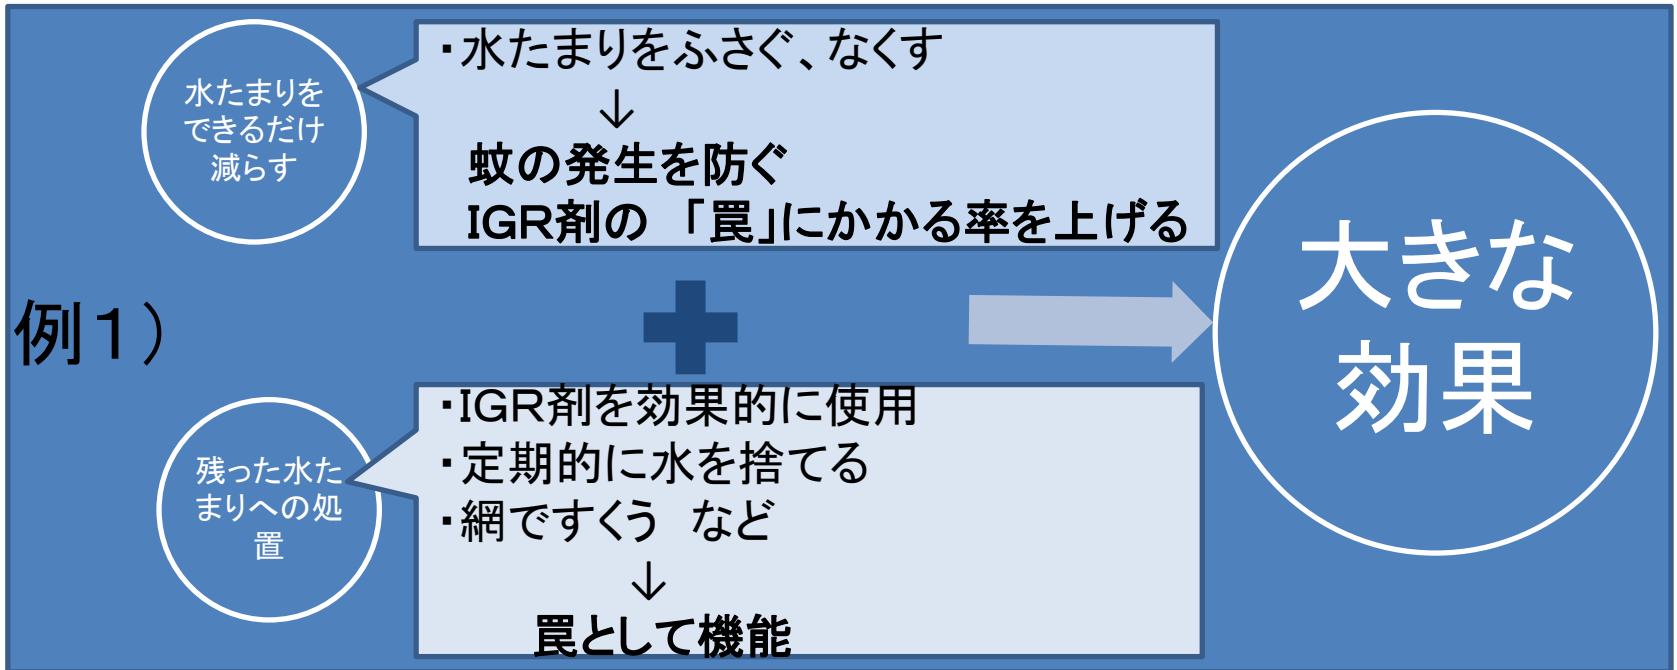 水たまりを
できるだけ
減らす
・水たまりをふさぐ、なくす
↓
蚊の発生を防ぐ
IGR剤の 「罠」にかかる率を上げる
例１）
残った水た
まりへの処
置
・IGR剤を効果的に使用
・定期的に水を捨てる
・網ですくう　など
↓
罠として機能
大きな
効果